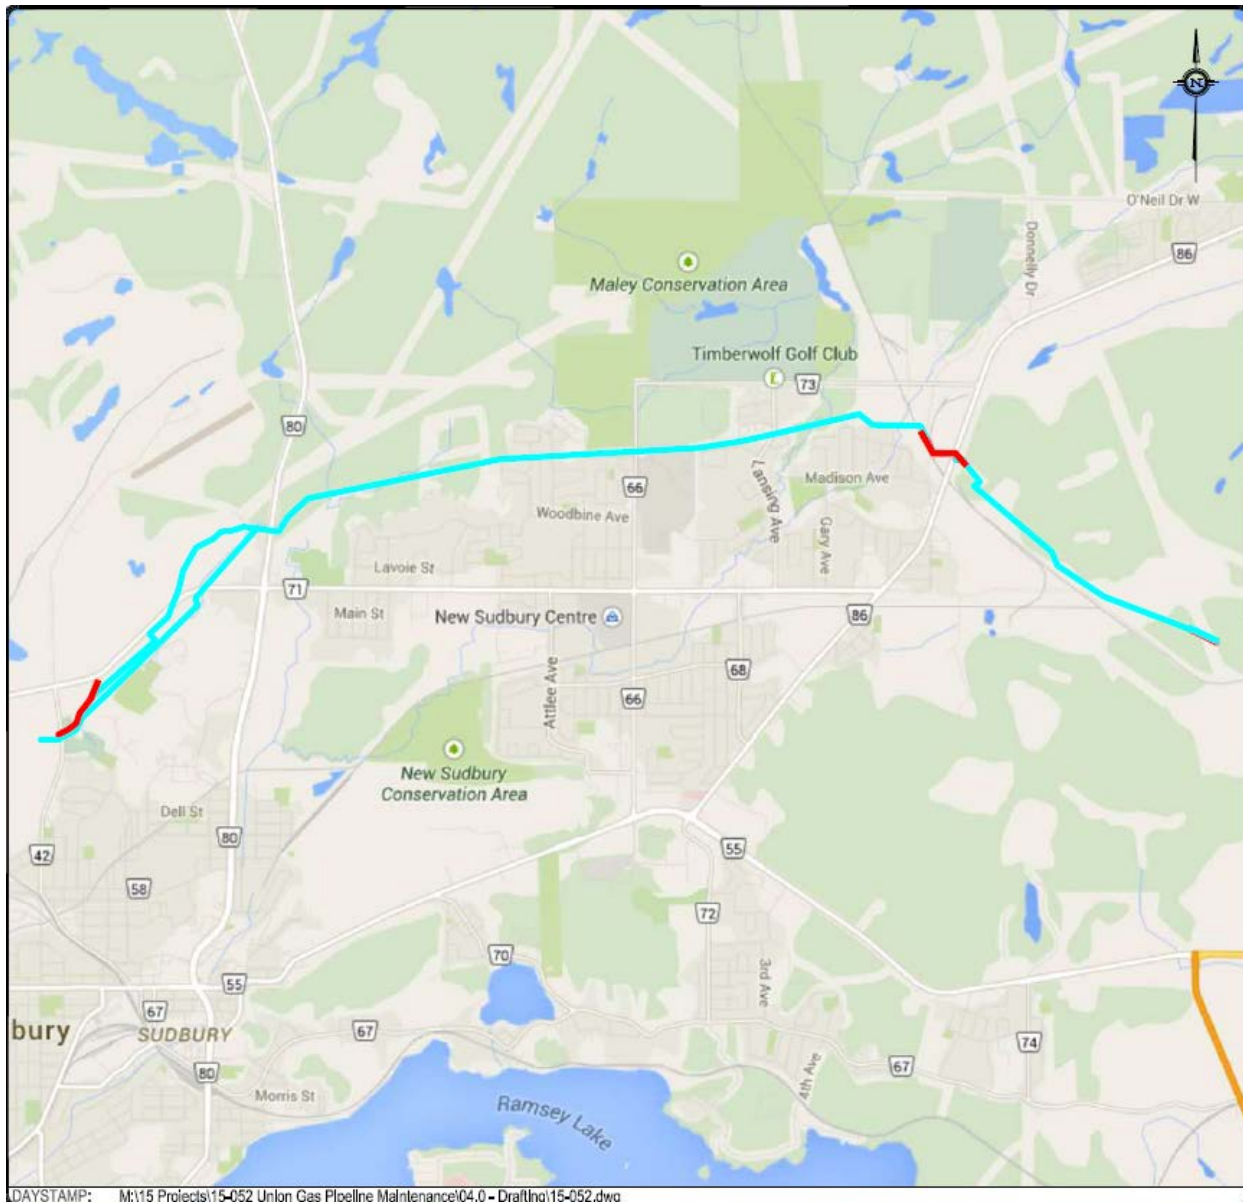 N
O'Neil Dr W
Donnelly Dr
86
Maley Conservation Area
Timberwolf Golf Club
73
80
66
Lansing Ave
Madison Ave
Woodbine Ave
Gary Ave
Lavoie St
71
Main St
New Sudbury Centre
86
Attlee Ave
68
66
New Sudbury
Conservation Area
Dell St
80
42
55
58
72
70
3rd Ave
55
67
bury
SUDBURY
67
74
67
4th Ave
80
Morris St
Ramsey Lake
DAYSTAMP: M:\15 Projects\15-052 Union Gas Pipeline Maintenance\04.0 - Drafting\15-052.dwg